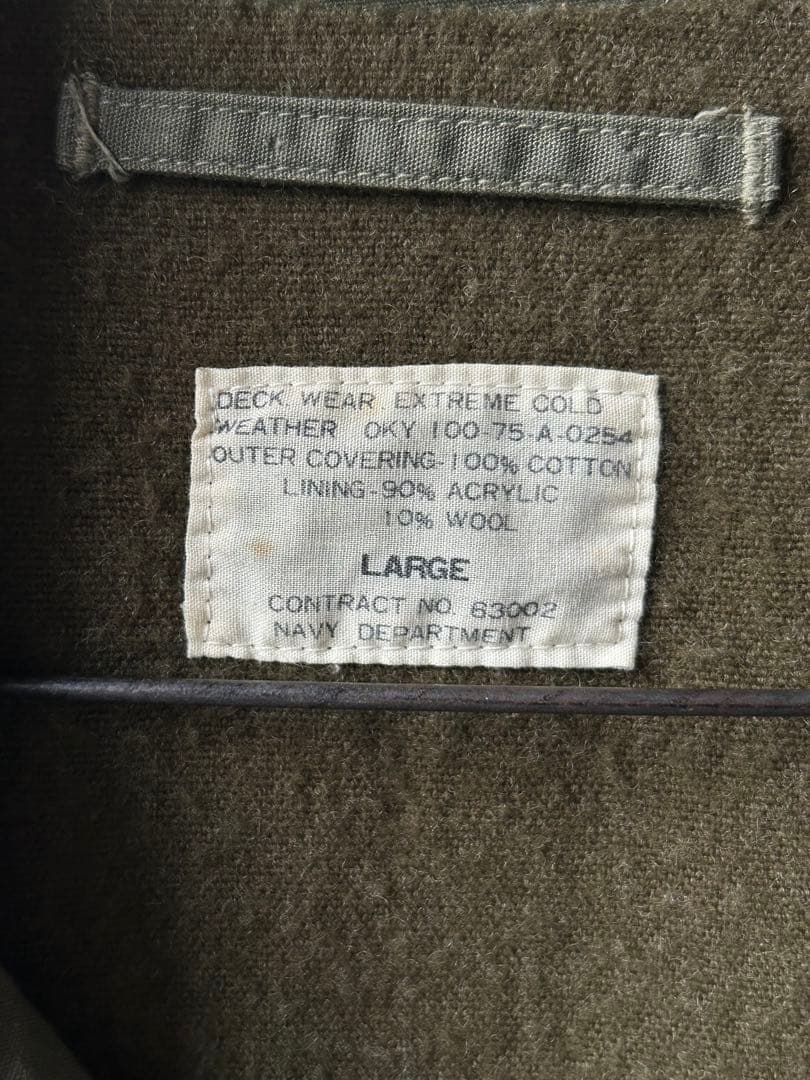 DECK WEAR EXTREME COLD
WEATHER OKY 100-75-A-0254
OUTER COVERING-100% COTTON
LINING-90% ACRYLIC
10% WOOL
LARGE
CONTRACT NO. 63002
NAVY DEPARTMENT